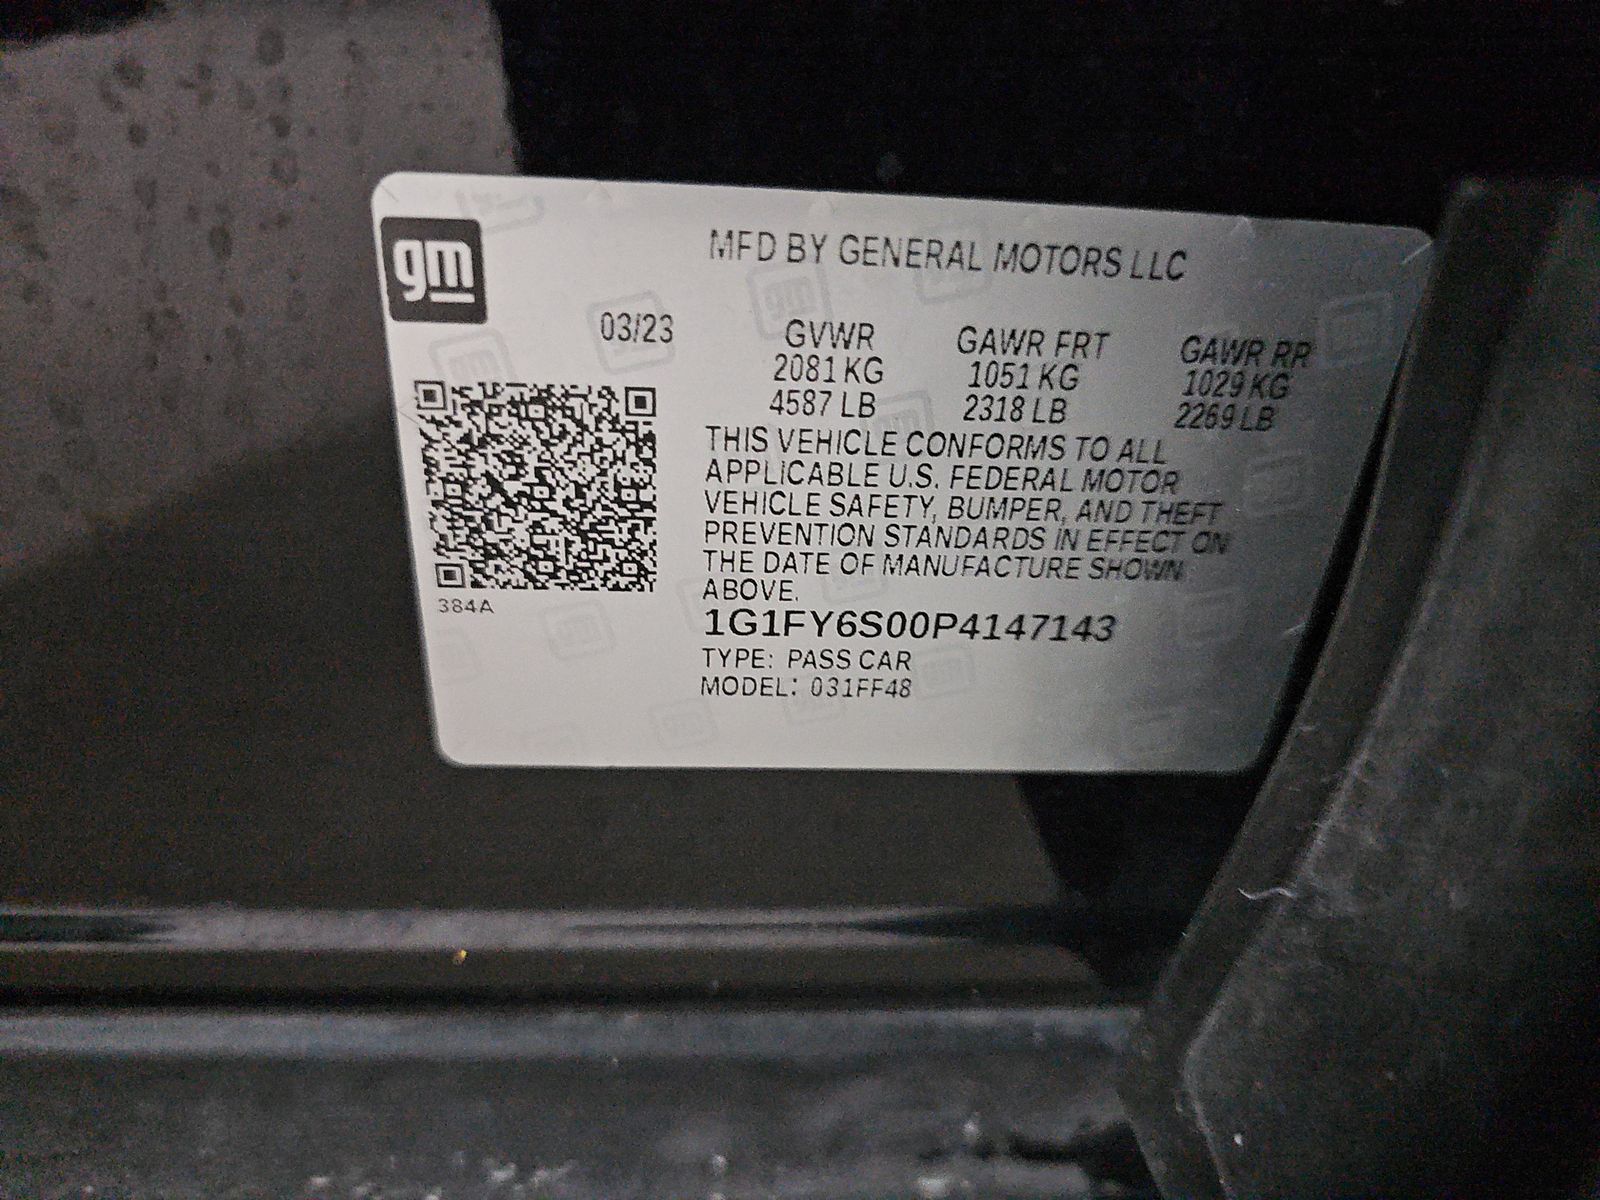 gm
MFD BY GENERAL MOTORS LLC
03/23 GVWR GAWR FRT GAWR RR
2081 KG 1051 KG 1029 KG
4587 LB 2318 LB 2269 LB
THIS VEHICLE CONFORMS TO ALL
APPLICABLE U.S. FEDERAL MOTOR
VEHICLE SAFETY, BUMPER, AND THEFT
PREVENTION STANDARDS IN EFFECT ON
THE DATE OF MANUFACTURE SHOWN
ABOVE.
384A
1G1FY6S00P4147143
TYPE: PASS CAR
MODEL: 031FF48